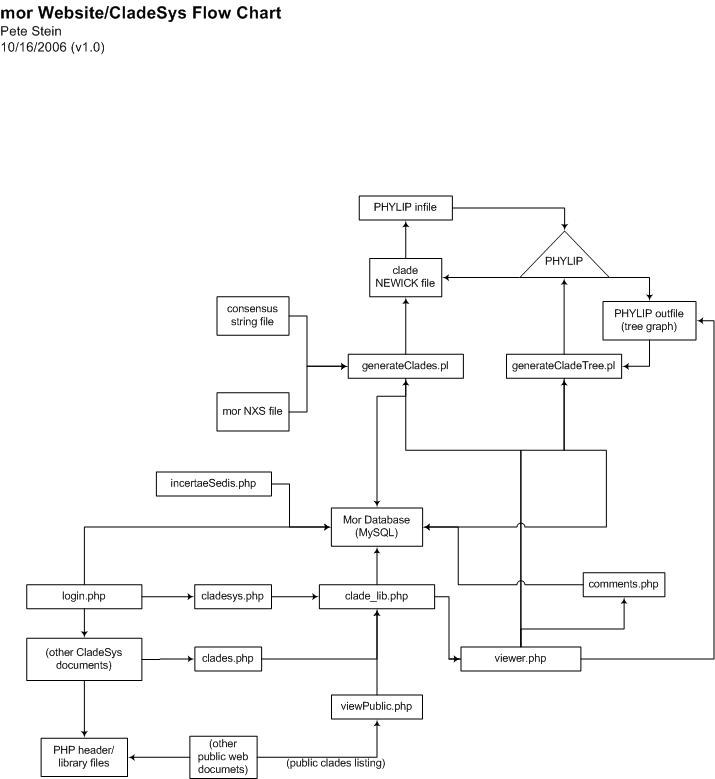 mor Website/CladeSys Flow Chart
Pete Stein
10/16/2006 (v1.0)
PHYLIP infile
PHYLIP
clade
NEWICK file
consensus
string file
PHYLIP outfile
(tree graph)
generateClades.pl
generateCladeTree.pl
mor NXS file
incertaeSedis.php
Mor Database
(MySQL)
comments.php
login.php
cladesys.php
clade_lib.php
(other CladeSys
documents)
clades.php
viewer.php
viewPublic.php
PHP header/
library files
(other
public web
documets)
(public clades listing)